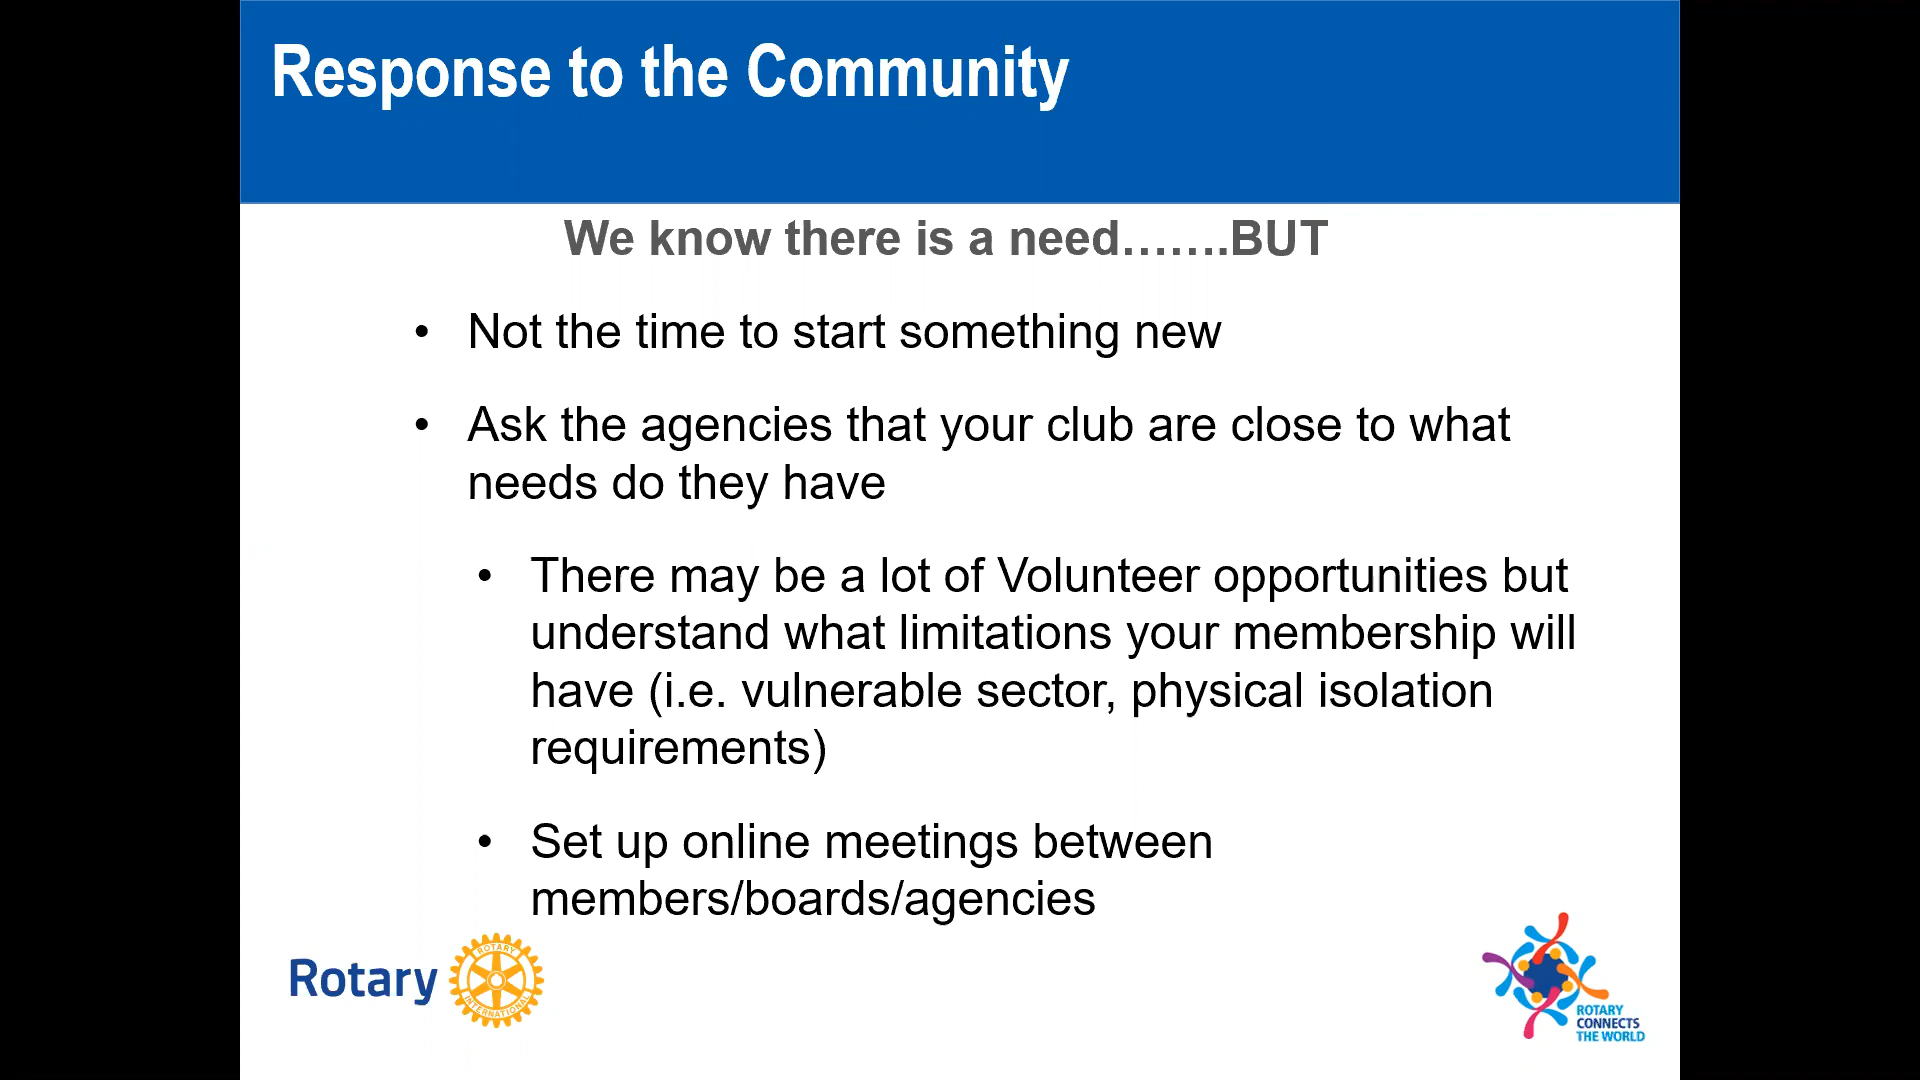 Response to the Community
We know there is a need…….BUT
• Not the time to start something new
• Ask the agencies that your club are close to what
needs do they have
• There may be a lot of Volunteer opportunities but
understand what limitations your membership will
have (i.e. vulnerable sector, physical isolation
requirements)
• Set up online meetings between
members/boards/agencies
Rotary
ROTARY
INTERNATIONAL
ROTARY
CONNECTS
THE WORLD